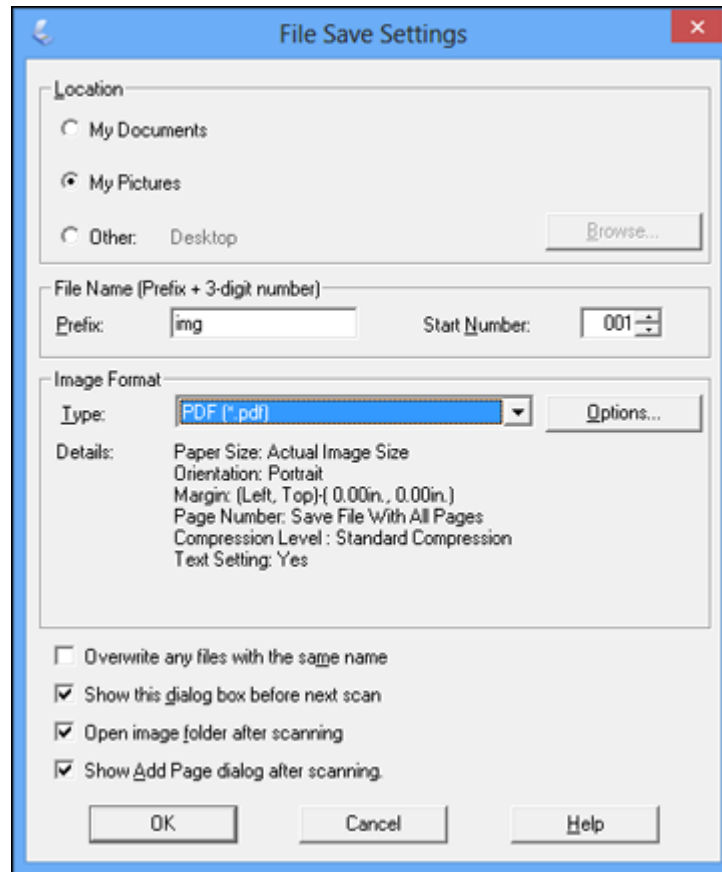 File Save Settings
Location
My Documents
My Pictures
Other: Desktop Browse...
File Name (Prefix + 3-digit number)
Prefix: img Start Number: 001
Image Format
Type: PDF (*.pdf) Options...
Details: Paper Size: Actual Image Size
Orientation: Portrait
Margin: (Left, Top)-( 0.00in., 0.00in.)
Page Number: Save File With All Pages
Compression Level : Standard Compression
Text Setting: Yes
Overwrite any files with the same name
Show this dialog box before next scan
Open image folder after scanning
Show Add Page dialog after scanning.
OK Cancel Help